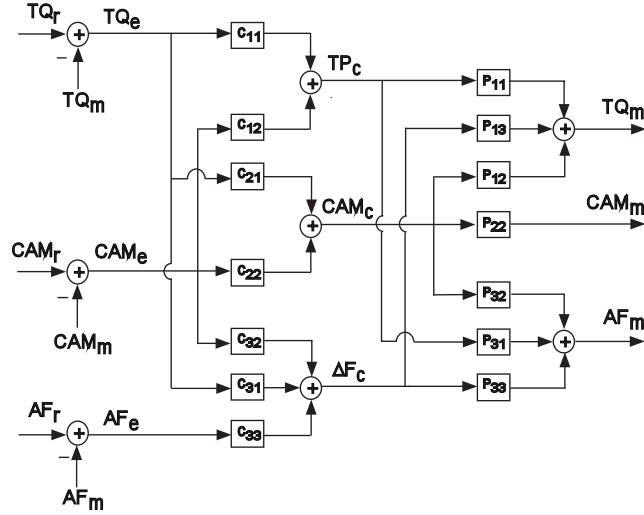 TQr
TQe
− TQm
C11
C12
C21
C22
C32
C31
C33
CAMr
CAMe
− CAMm
AFr
AFe
− AFm
+
+
+
+
+
+
TPc
CAMc
ΔFc
P11
P13
P12
P22
P32
P31
P33
+
+
TQm
CAMm
AFm